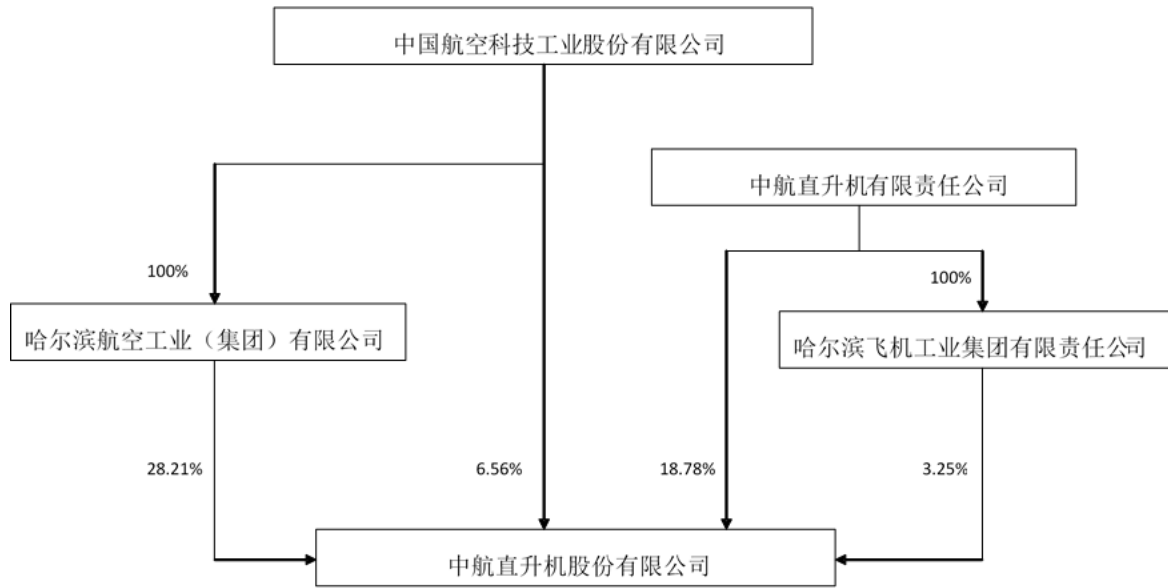 中国航空科技工业股份有限公司
中航直升机有限责任公司
100%
100%
哈尔滨航空工业（集团）有限公司
哈尔滨飞机工业集团有限责任公司
28.21%
6.56%
18.78%
3.25%
中航直升机股份有限公司